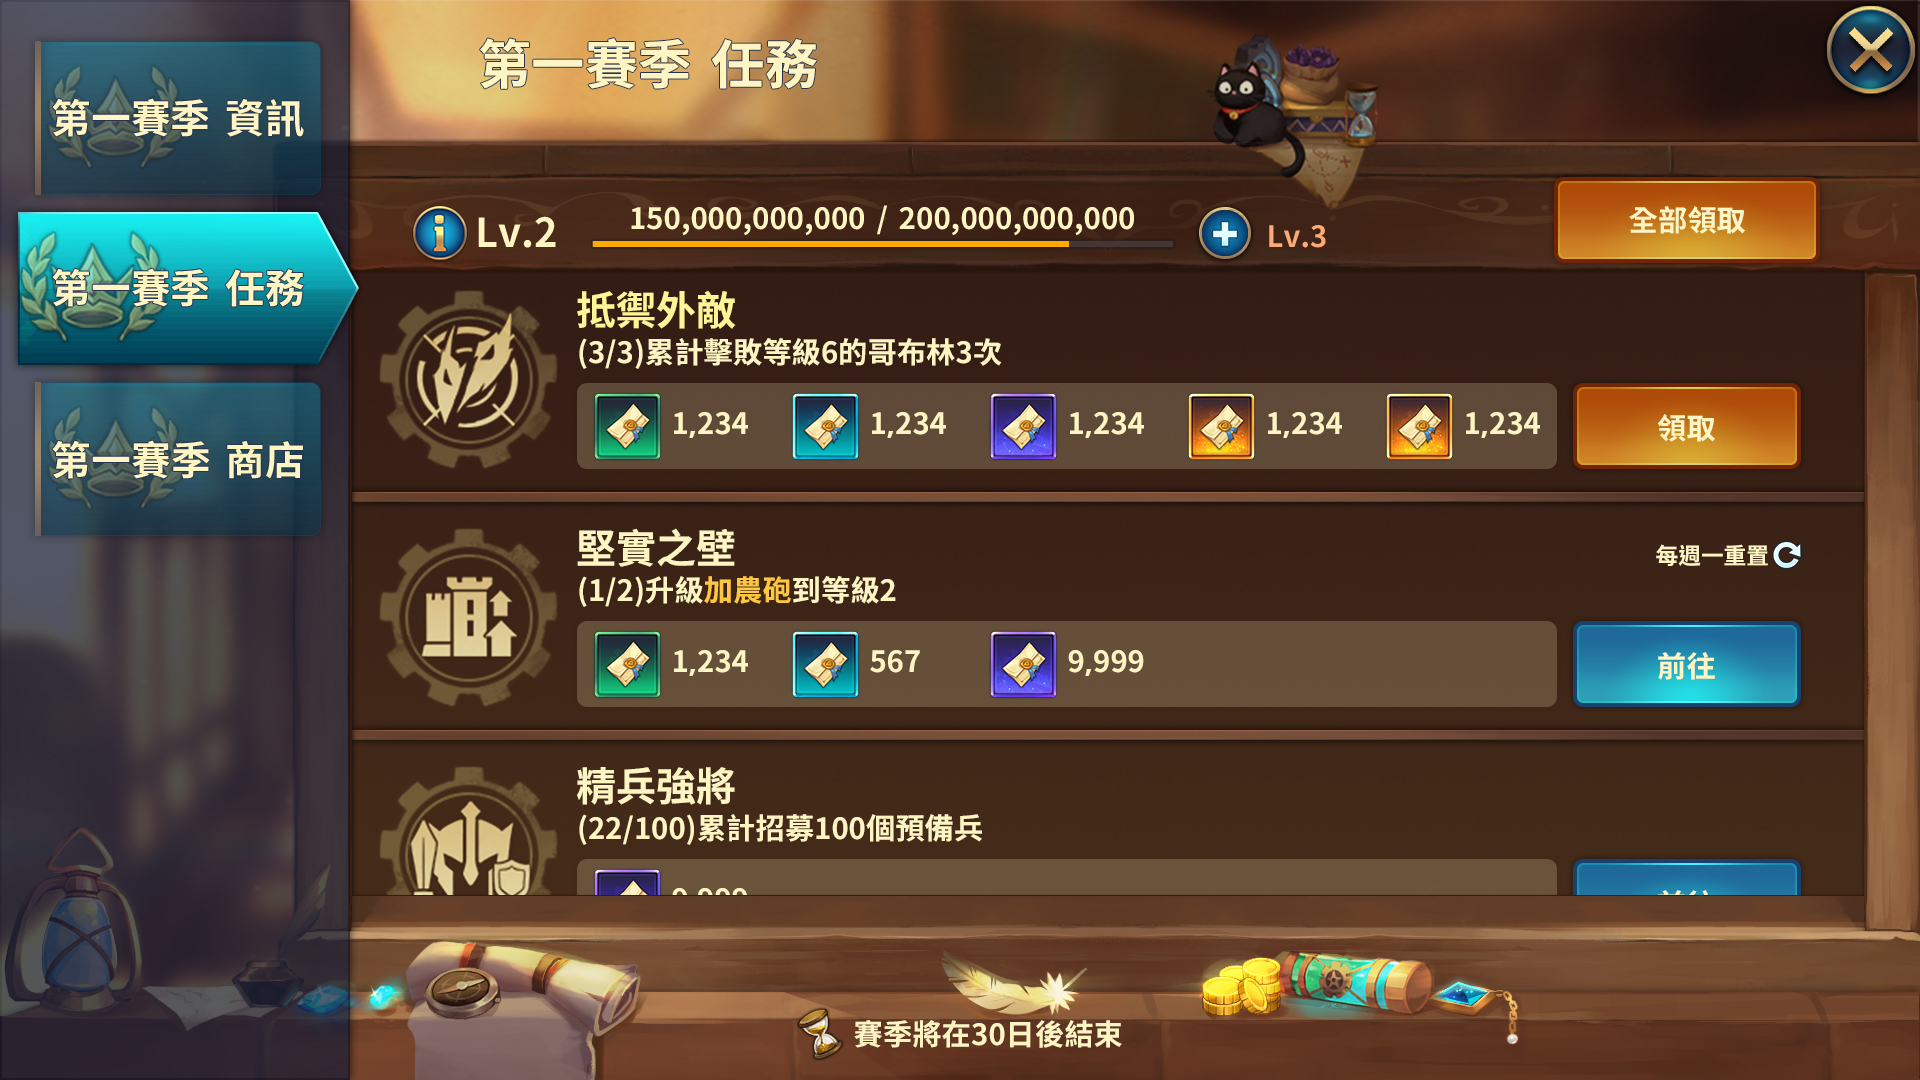 第一賽季 資訊
第一賽季 任務
第一賽季 商店
第一賽季 任務
Lv.2
150,000,000,000 / 200,000,000,000
Lv.3
全部領取
抵禦外敵
(3/3)累計擊敗等級6的哥布林3次
1,234
1,234
1,234
1,234
1,234
領取
堅實之壁
(1/2)升級加農砲到等級2
每週一重置
1,234
567
9,999
前往
精兵強將
(22/100)累計招募100個預備兵
賽季將在30日後結束